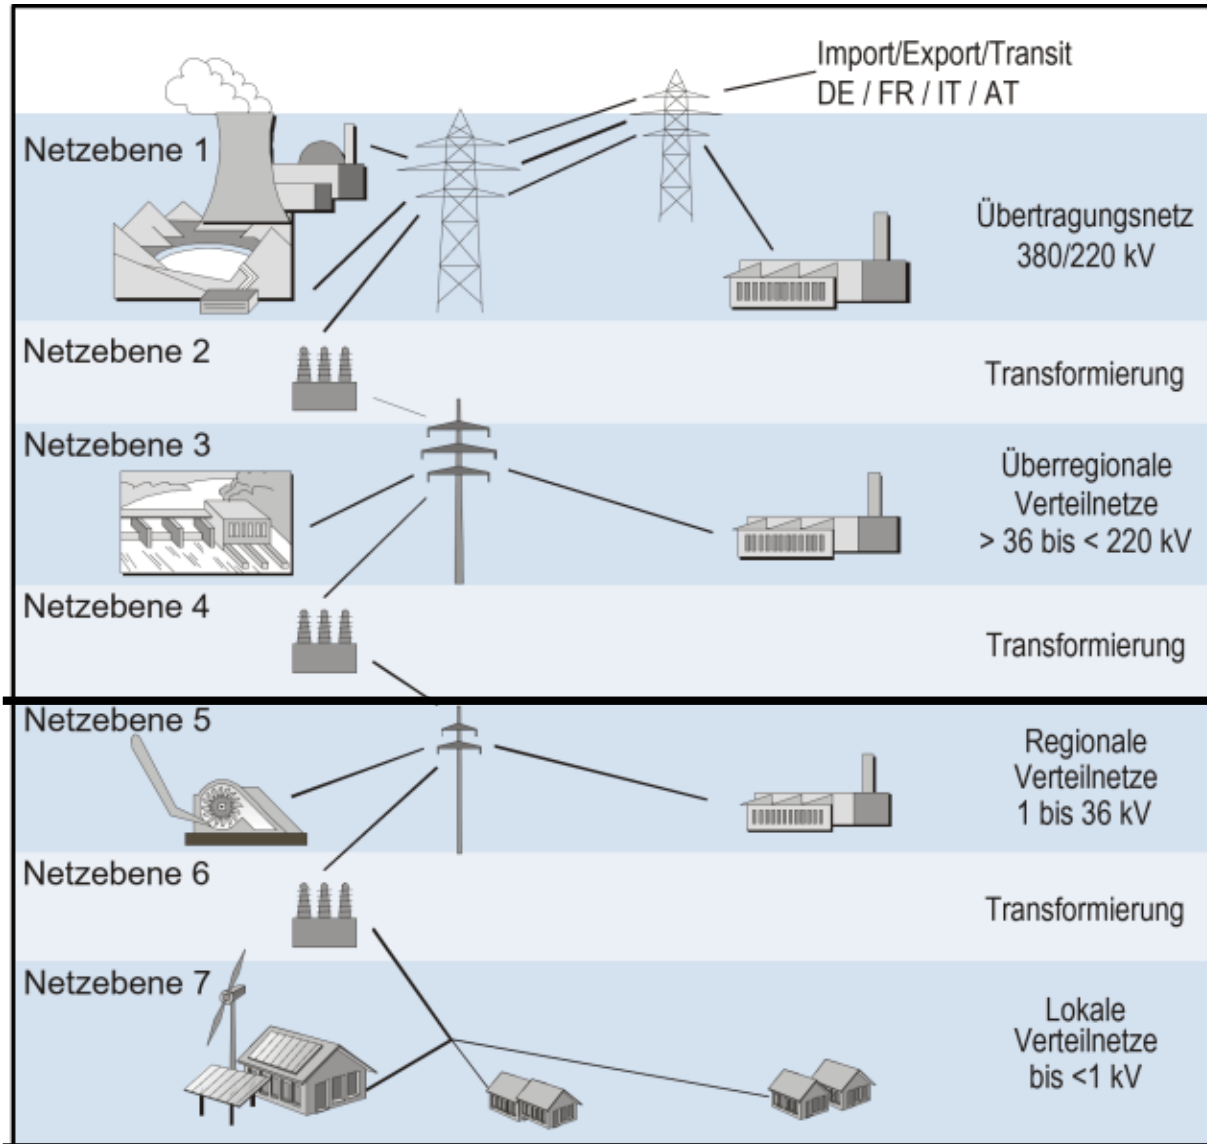 Import/Export/Transit
DE / FR / IT / AT
Netzebene 1
Übertragungsnetz
380/220 kV
Netzebene 2
Transformierung
Netzebene 3
Überregionale
Verteilnetze
> 36 bis < 220 kV
Netzebene 4
Transformierung
Netzebene 5
Regionale
Verteilnetze
1 bis 36 kV
Netzebene 6
Transformierung
Netzebene 7
Lokale
Verteilnetze
bis <1 kV